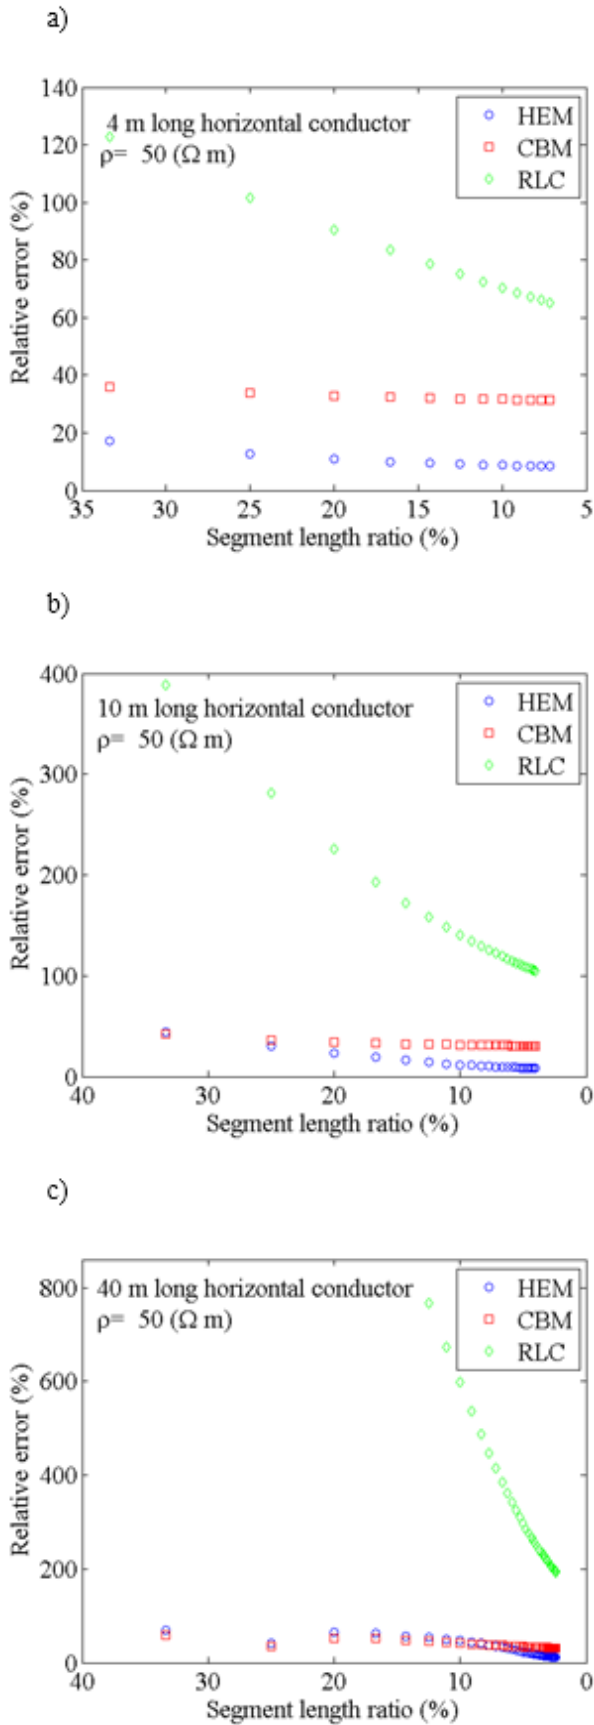 a)
140
120
100
80
60
40
20
0
4 m long horizontal conductor
ρ= 50 (Ω m)
HEM
CBM
RLC
Relative error (%)
35 30 25 20 15 10 5
Segment length ratio (%)
b)
400
300
200
100
0
10 m long horizontal conductor
ρ= 50 (Ω m)
HEM
CBM
RLC
Relative error (%)
40 30 20 10 0
Segment length ratio (%)
c)
800
600
400
200
0
40 m long horizontal conductor
ρ= 50 (Ω m)
HEM
CBM
RLC
Relative error (%)
40 30 20 10 0
Segment length ratio (%)